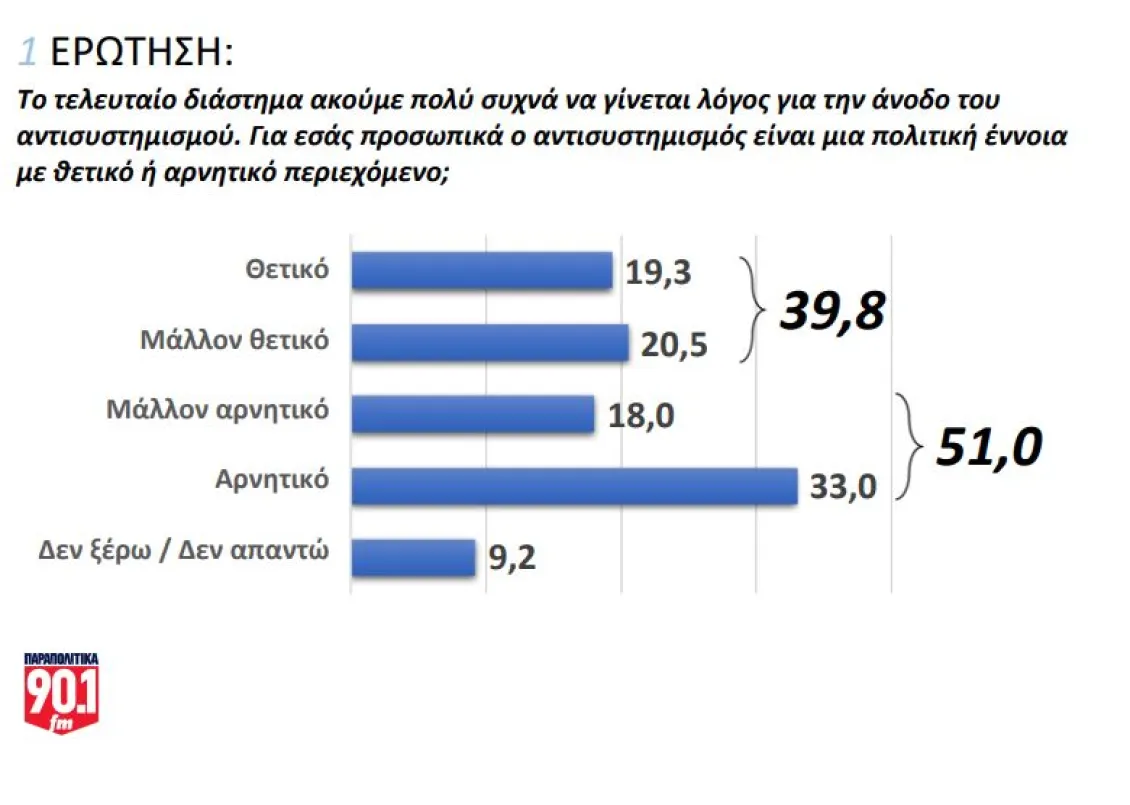 1 ΕΡΩΤΗΣΗ:
Το τελευταίο διάστημα ακούμε πολύ συχνά να γίνεται λόγος για την άνοδο του
αντισυστημισμού. Για εσάς προσωπικά ο αντισυστημισμός είναι μια πολιτική έννοια
με θετικό ή αρνητικό περιεχόμενο;
Θετικό 19,3
Μάλλον θετικό 20,5
39,8
Μάλλον αρνητικό 18,0
Αρνητικό 33,0
51,0
Δεν ξέρω / Δεν απαντώ 9,2
ΠΑΡΑΠΟΛΙΤΙΚΑ
90.1
fm